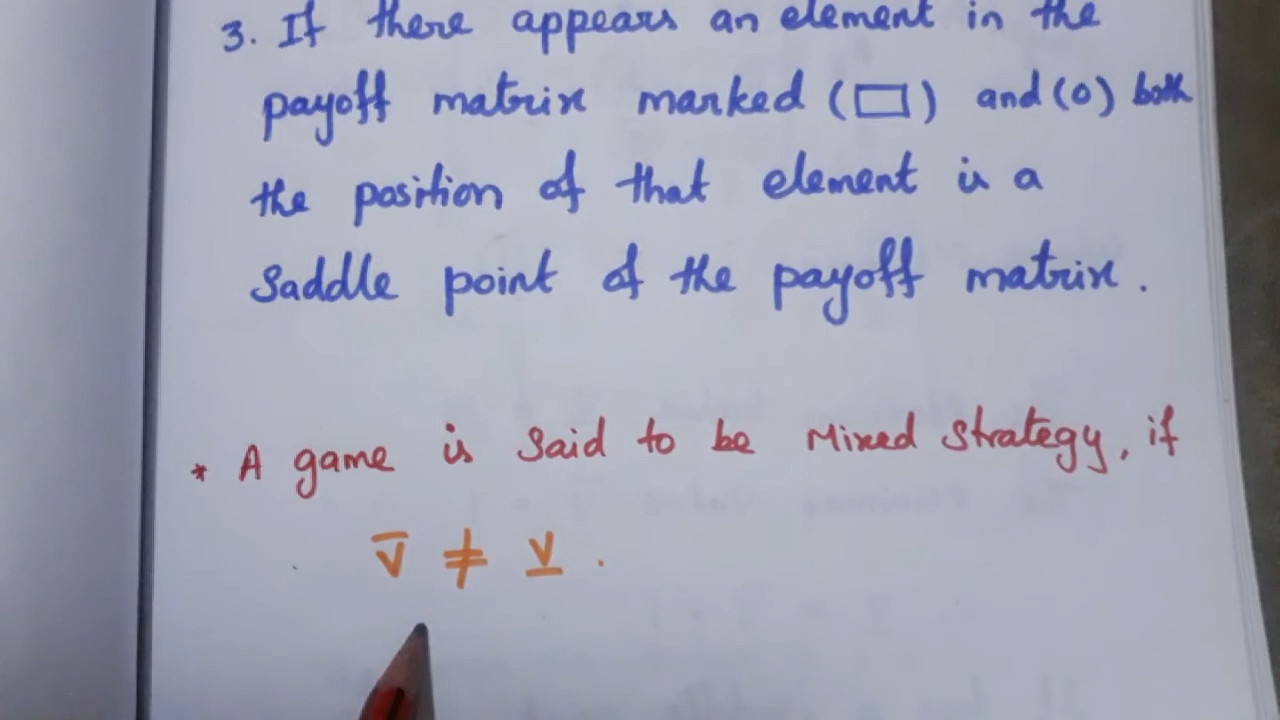 3. If there appears an element in the
payoff matrix marked (□) and (o) both
the position of that element is a
Saddle point of the payoff matrix.
* A game is said to be Mixed Strategy, if
V̅ ≠ V̲ .